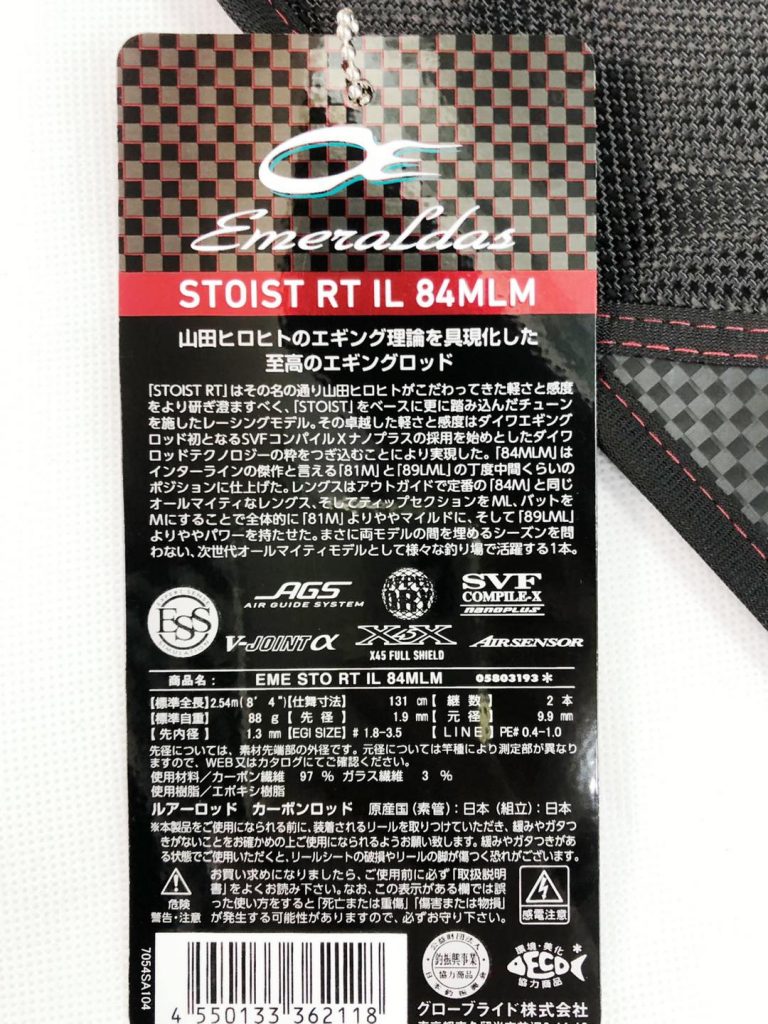 Emeraldas
STOIST RT IL 84MLM
山田ヒロヒトのエギング理論を具現化した
至高のエギングロッド
「STOIST RT」はその名の通り山田ヒロヒトがこだわってきた軽さと感度
をより研ぎ澄ますべく、「STOIST」をベースに更に踏み込んだチューン
を施したレーシングモデル。その卓越した軽さと感度はダイワエギング
ロッド初となるSVFコンパイルXナノプラスの採用を始めとしたダイワ
ロッドテクノロジーの粋をつぎ込むことにより実現した。「84MLM」は
インターラインの傑作と言える「81M」と「89LML」の丁度中間くらいの
ポジションに仕上げた。レングスはアウトガイドで定番の「84M」と同じ
オールマイティなレングス、そしてティップセクションをML、バットを
Mにすることで全体的に「81M」よりややマイルドに、そして「89LML」
よりややパワーを持たせた。まさに両モデルの間を埋めるシーズンを問
わない、次世代オールマイティモデルとして様々な釣り場で活躍する1本。
ESS
AGS
AIR GUIDE SYSTEM
DRY
SVF
COMPILE-X
nanoplus
V-JOINT α
X45X
X45 FULL SHIELD
AIRSENSOR
商品名: EME STO RT IL 84MLM 05803193*
【標準全長】2.54m(8' 4")【仕舞寸法】 131 cm【継数】 2 本
【標準自重】 88 g【先径】 1.9 mm【元径】 9.9 mm
【先内径】 1.3 mm【EGI SIZE】# 1.8-3.5 【LINE】PE# 0.4-1.0
先径については、素材先端部の外径です。元径については竿種により測定部が異なり
ますので、WEB又はカタログにてご確認ください。
使用材料/カーボン繊維 97 % ガラス繊維 3 %
使用樹脂/エポキシ樹脂
ルアーロッド カーボンロッド 原産国(素管):日本(組立):日本
※本製品をご使用になられる前に、装着されるリールを取りつけていただき、緩みやガタつ
きがないことをお確かめの上ご使用になられるようお願い致します。緩みやガタつきがあ
る状態でご使用いただくと、リールシートの破損やリールの脚が傷つく恐れがございます。
危険
警告・注意
お買い求めになりましたら、ご使用前に必ず「取扱説明
書」をよくお読み下さい。なお、この表示がある欄では誤
った使い方をすると「死亡または重傷」「傷害または物損」
が発生する可能性がありますので、必ずお守り下さい。
感電注意
7054SA104
4 550133 362118
公益財団法人
釣振興事業
協力商品
日本釣振興会
環境・美化
ECO
協力商品
グローブライド株式会社